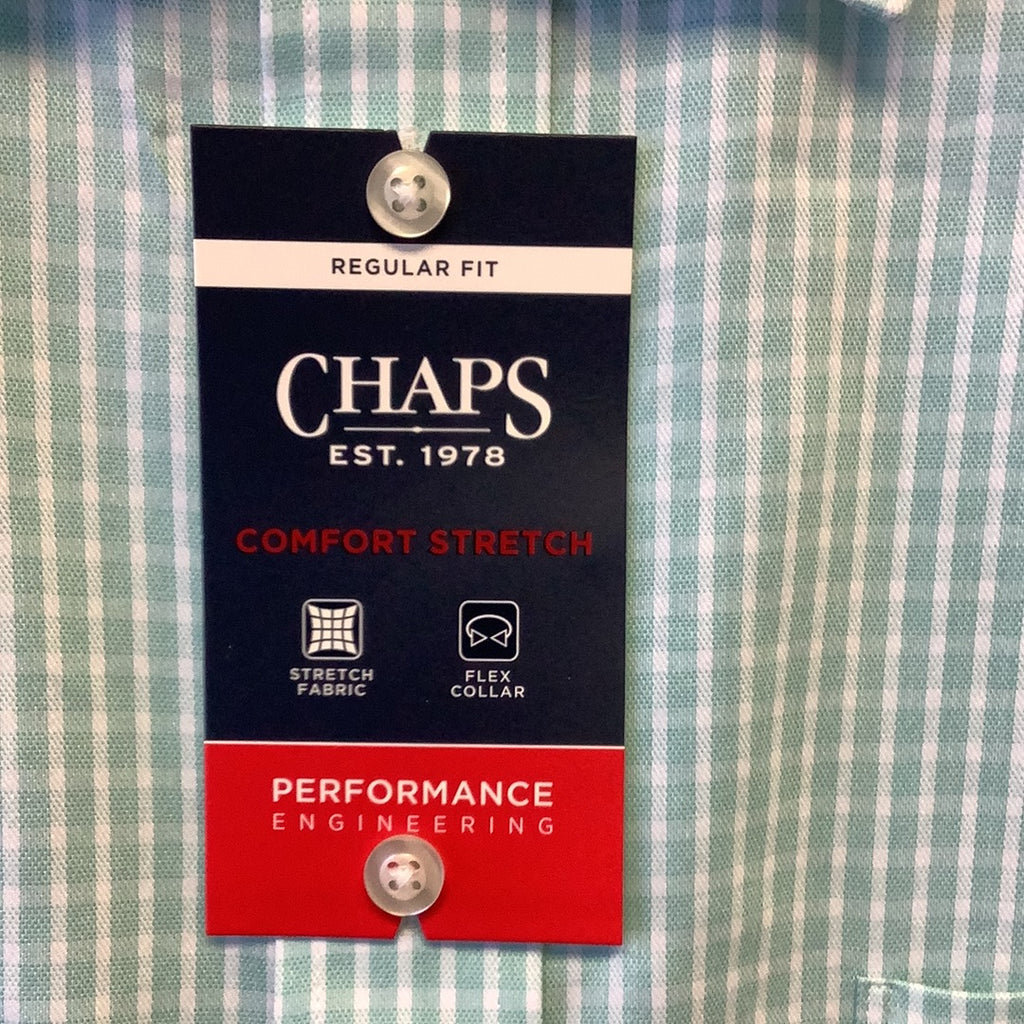 REGULAR FIT
CHAPS
EST. 1978
COMFORT STRETCH
STRETCH
FABRIC
FLEX
COLLAR
PERFORMANCE
ENGINEERING